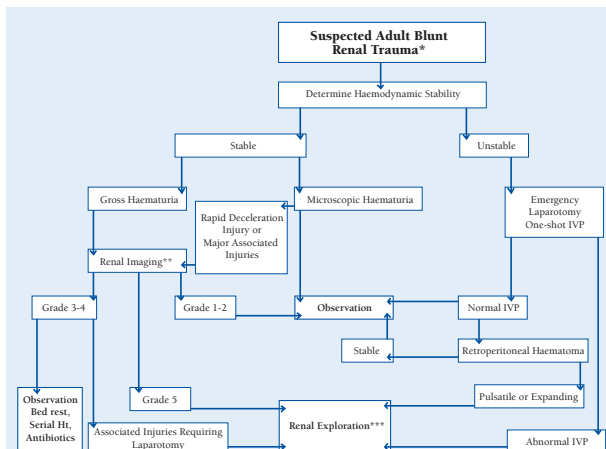 Suspected Adult Blunt
Renal Trauma*
Determine Haemodynamic Stability
Stable
Unstable
Gross Haematuria
Microscopic Haematuria
Emergency
Laparotomy
One-shot IVP
Rapid Deceleration
Injury or
Major Associated
Injuries
Renal Imaging**
Grade 3-4
Grade 1-2
Observation
Normal IVP
Stable
Retroperitoneal Haematoma
Observation
Bed rest,
Serial Ht,
Antibiotics
Grade 5
Pulsatile or Expanding
Renal Exploration***
Associated Injuries Requiring
Laparotomy
Abnormal IVP